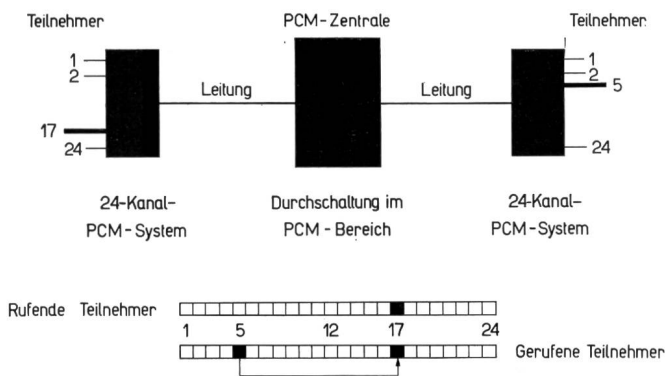 Teilnehmer PCM-Zentrale Teilnehmer
1 1
2 2
5
Leitung Leitung
17
24 24
24-Kanal- Durchschaltung im 24-Kanal-
PCM-System PCM-Bereich PCM-System
Rufende Teilnehmer
1 5 12 17 24
Gerufene Teilnehmer